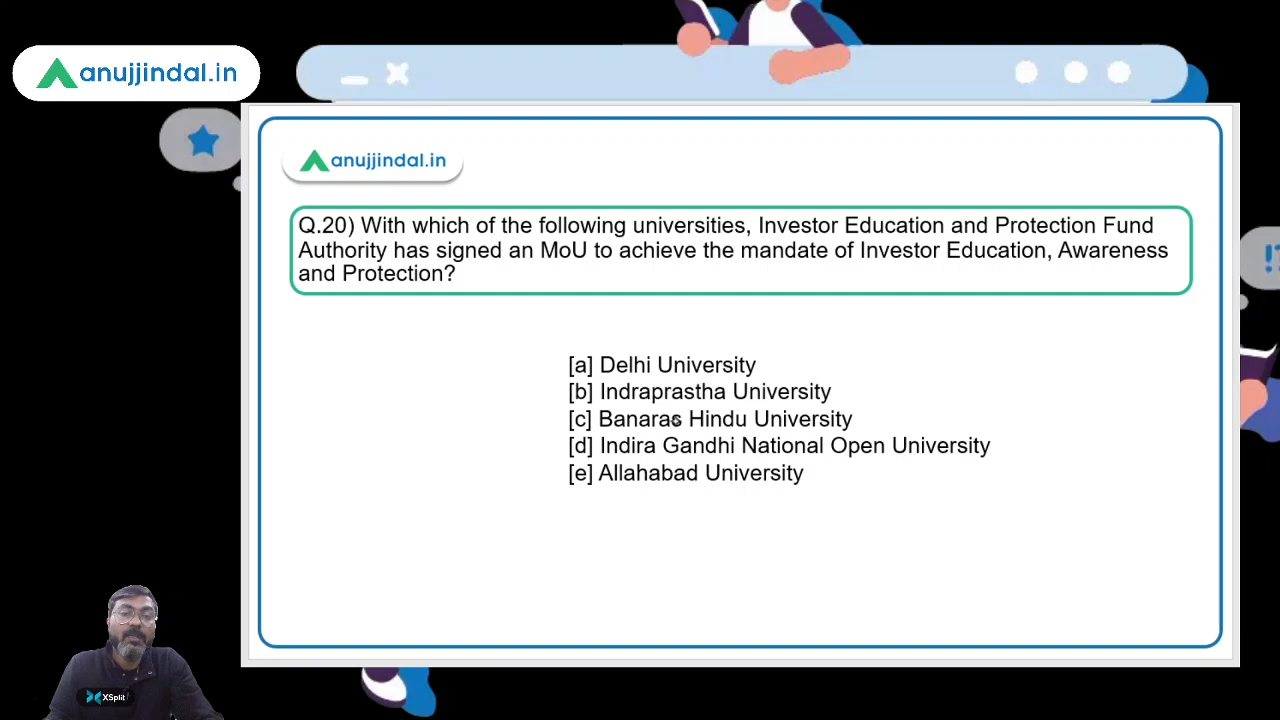 anujjindal.in
anujjindal.in
Q.20) With which of the following universities, Investor Education and Protection Fund
Authority has signed an MoU to achieve the mandate of Investor Education, Awareness
and Protection?
[a] Delhi University
[b] Indraprastha University
[c] Banaras Hindu University
[d] Indira Gandhi National Open University
[e] Allahabad University
XSplit